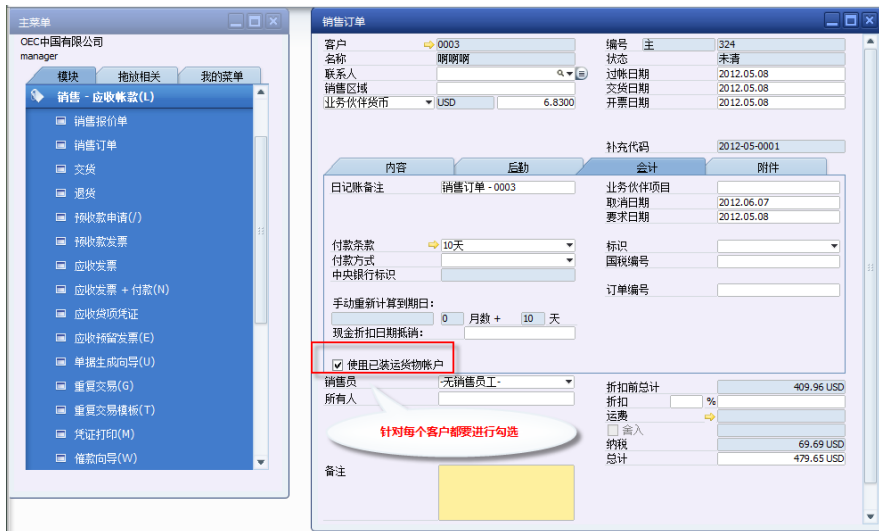 主菜单
OEC中国有限公司
manager
模块 拖放相关 我的菜单
销售 - 应收帐款(L)
销售报价单
销售订单
交货
退货
预收款申请(/)
预收款发票
应收发票
应收发票 + 付款(N)
应收贷项凭证
应收预留发票(E)
单据生成向导(U)
重复交易(G)
重复交易模板(T)
凭证打印(M)
催款向导(W)
销售订单
客户 0003 编号 主 324
名称 啊啊啊 状态 未清
联系人 过帐日期 2012.05.08
销售区域 交货日期 2012.05.08
业务伙伴货币 USD 6.8300 开票日期 2012.05.08
补充代码 2012-05-0001
内容 后勤 会计 附件
日记账备注 销售订单 - 0003 业务伙伴项目
取消日期 2012.06.07
要求日期 2012.05.08
付款条款 10天 标识
付款方式 国税编号
中央银行标识
订单编号
手动重新计算到期日:
0 月数 + 10 天
现金折扣日期抵销:
使用已装运货物帐户
销售员 -无销售员工- 折扣前总计 409.96 USD
所有人 折扣 %
运费
针对每个客户都要进行勾选
舍入
纳税 69.69 USD
总计 479.65 USD
备注